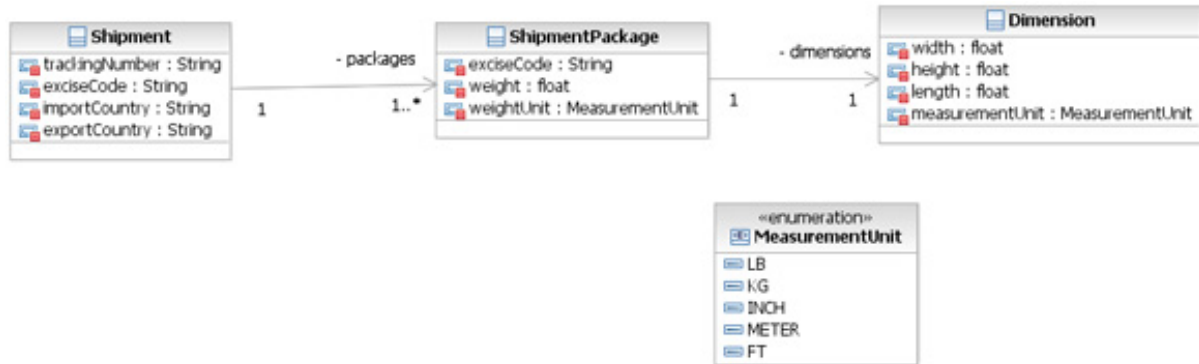 Shipment
trackingNumber : String
exciseCode : String
importCountry : String
exportCountry : String
1
- packages
1..*
ShipmentPackage
exciseCode : String
weight : float
weightUnit : MeasurementUnit
1
- dimensions
1
Dimension
width : float
height : float
length : float
measurementUnit : MeasurementUnit
«enumeration»
MeasurementUnit
LB
KG
INCH
METER
FT